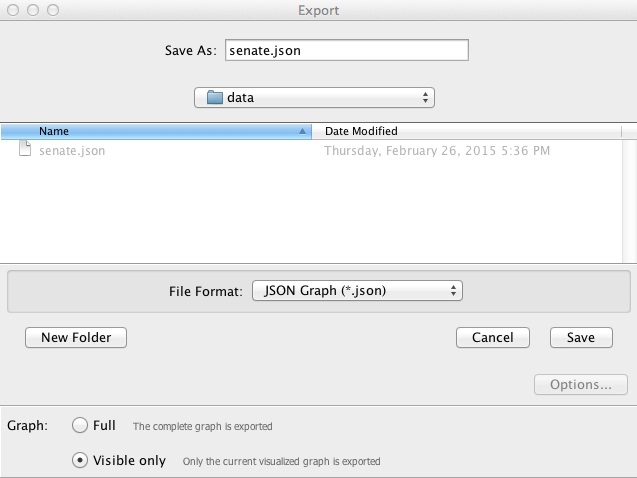 Export
Save As: senate.json
data
Name Date Modified
senate.json Thursday, February 26, 2015 5:36 PM
File Format: JSON Graph (*.json)
New Folder Cancel Save
Options...
Graph: Full The complete graph is exported
Visible only Only the current visualized graph is exported